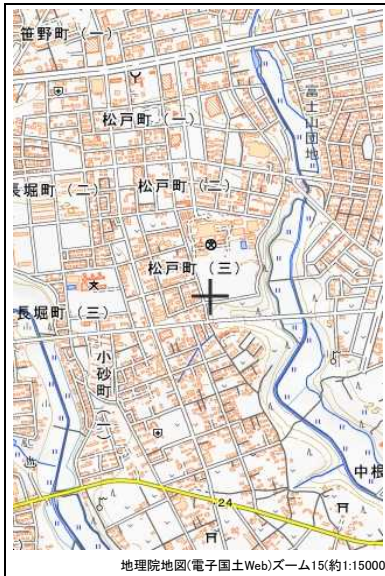 笹野町（一）
松戸町（一）
富士山団地
長堀町（二）
松戸町（二）
松戸町（三）
長堀町（三）
小砂町（一）
24
中根
地理院地図(電子国土Web)ズーム15(約1:15000